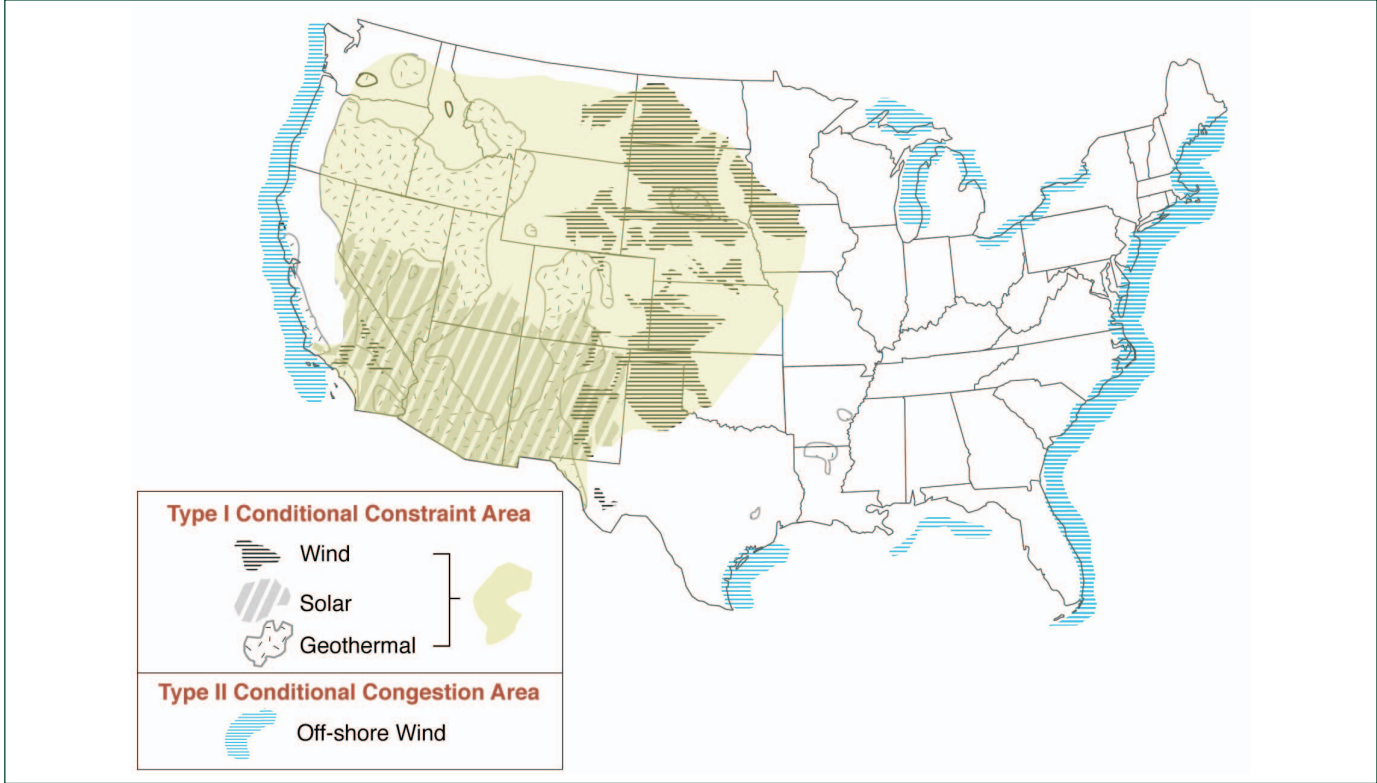 Type I Conditional Constraint Area
Wind
Solar
Geothermal
Type II Conditional Congestion Area
Off-shore Wind